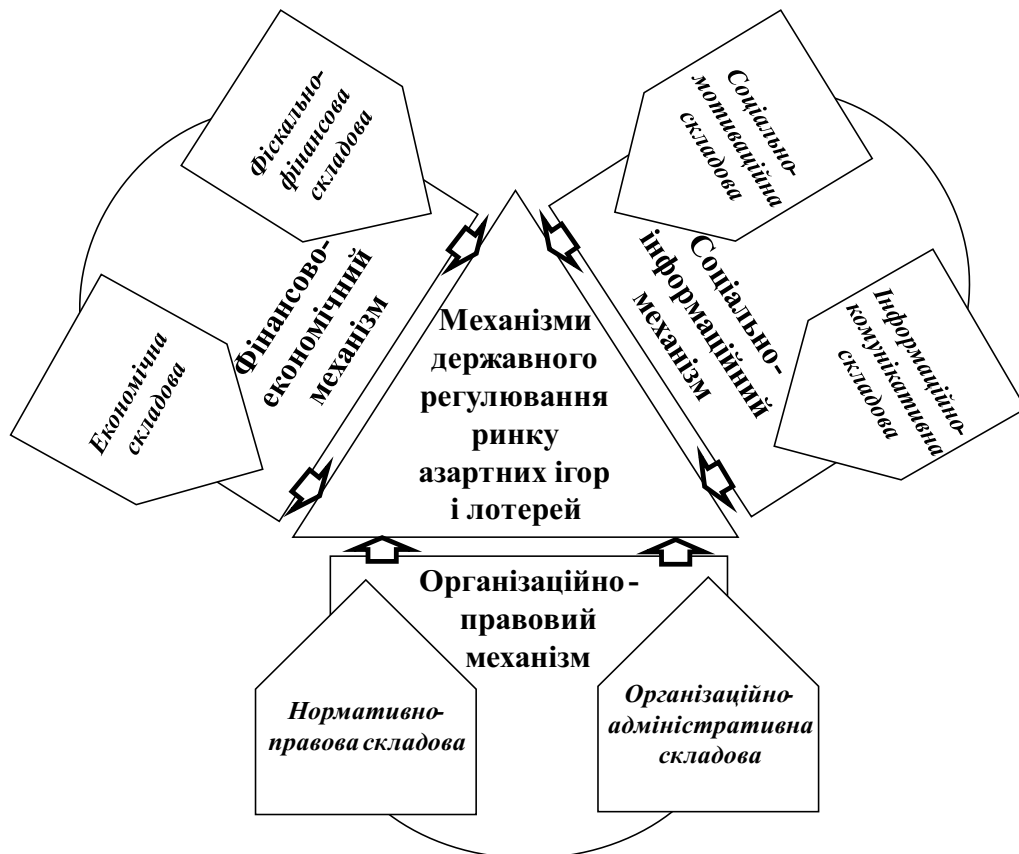 Фіскально-
фінансова
складова
Соціально-
мотиваційна
складова
Економічна
складова
Фінансово-
економічний
механізм
Механізми
державного
регулювання
ринку
азартних ігор
і лотерей
Соціально-
інформаційний
механізм
Інформаційно-
комунікативна
складова
Організаційно-
правовий
механізм
Нормативно-
правова складова
Організаційно-
адміністративна
складова